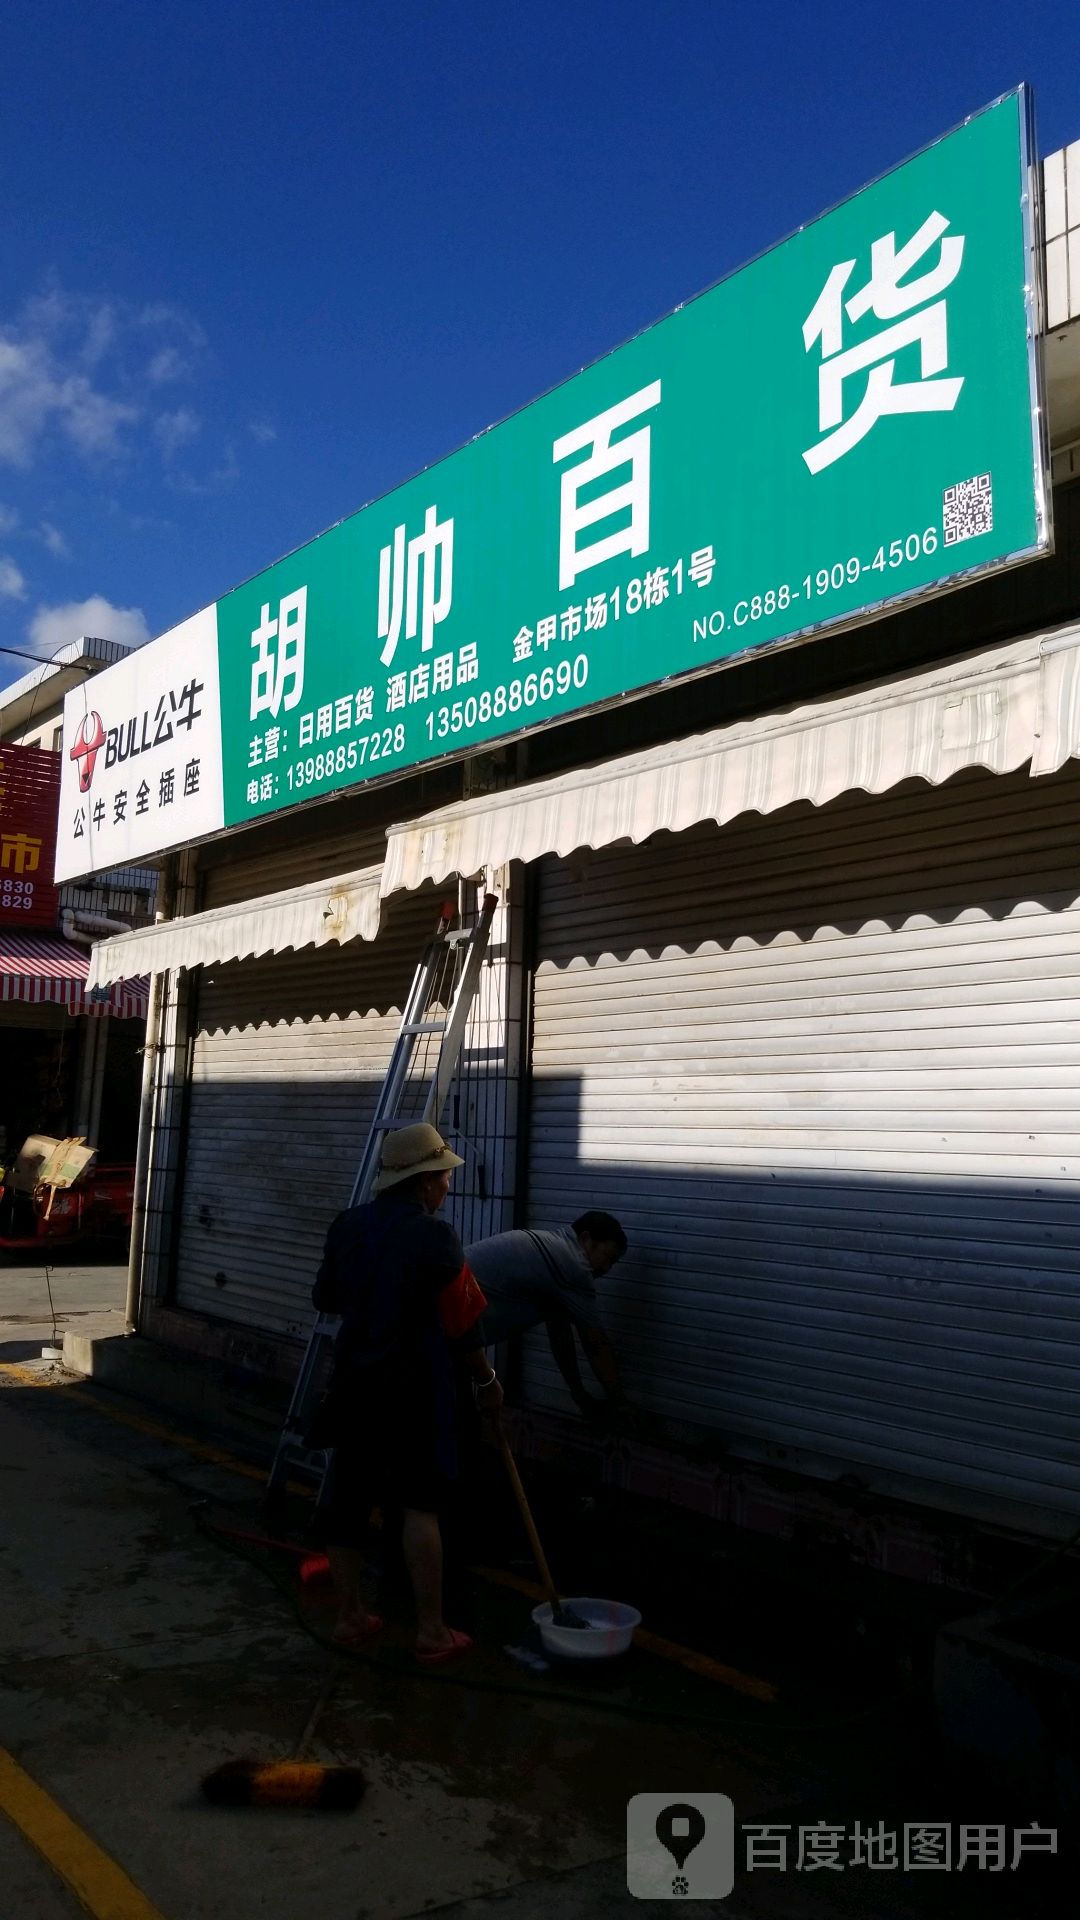 胡帅百货
主营：日用百货 酒店用品 金甲市场18栋1号
电话：13988857228 13508886690
NO.C888-1909-4506
BULL公牛
公牛安全插座
市
6830
829
百度地图用户